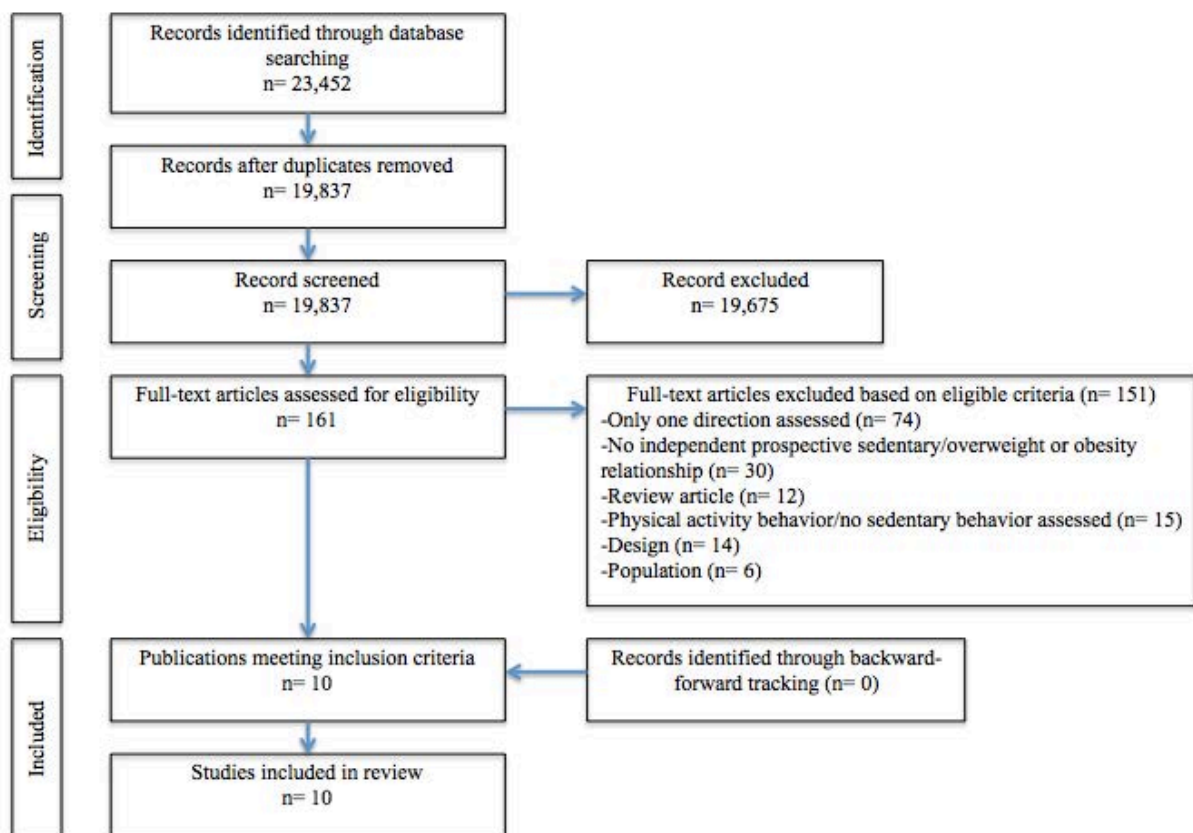 Identification
Records identified through database
searching
n= 23,452
Records after duplicates removed
n= 19,837
Screening
Record screened
n= 19,837
Record excluded
n= 19,675
Eligibility
Full-text articles assessed for eligibility
n= 161
Full-text articles excluded based on eligible criteria (n= 151)
-Only one direction assessed (n= 74)
-No independent prospective sedentary/overweight or obesity
relationship (n= 30)
-Review article (n= 12)
-Physical activity behavior/no sedentary behavior assessed (n= 15)
-Design (n= 14)
-Population (n= 6)
Included
Publications meeting inclusion criteria
n= 10
Records identified through backward-
forward tracking (n= 0)
Studies included in review
n= 10